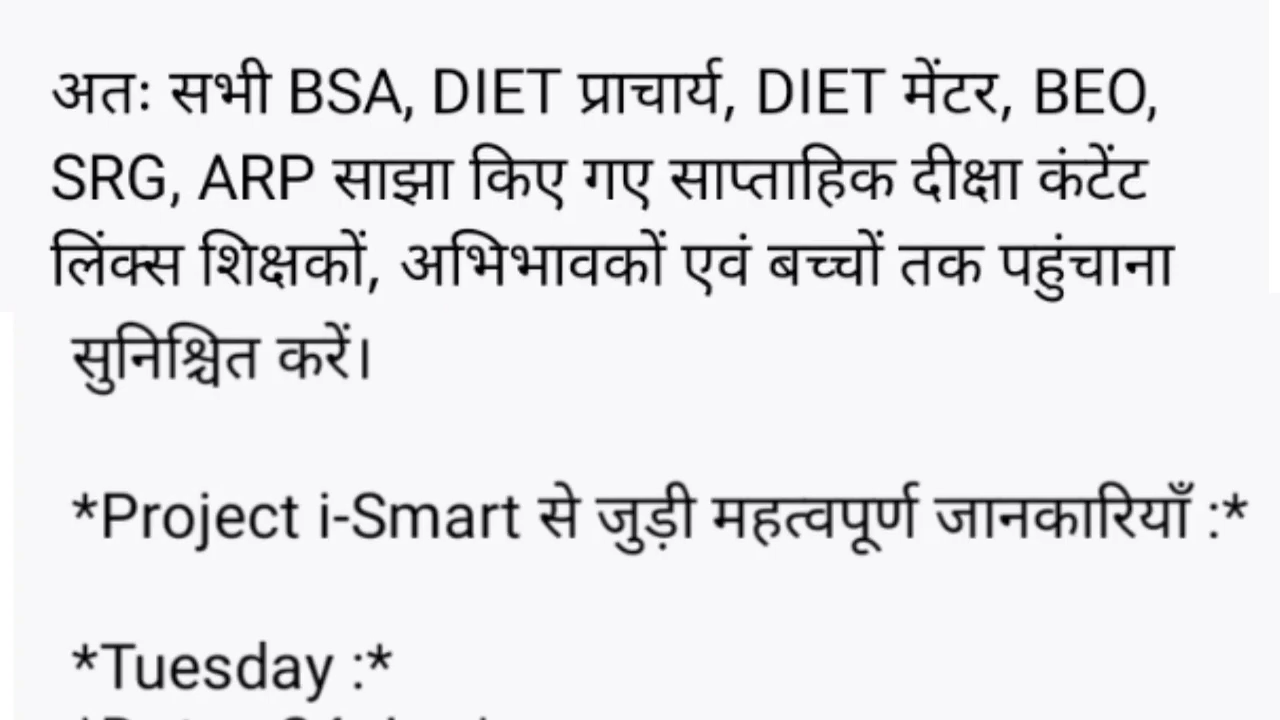 अतः सभी BSA, DIET प्राचार्य, DIET मेंटर, BEO,
SRG, ARP साझा किए गए साप्ताहिक दीक्षा कंटेंट
लिंक्स शिक्षकों, अभिभावकों एवं बच्चों तक पहुंचाना
सुनिश्चित करें।
*Project i-Smart से जुड़ी महत्वपूर्ण जानकारियाँ :*
*Tuesday :*